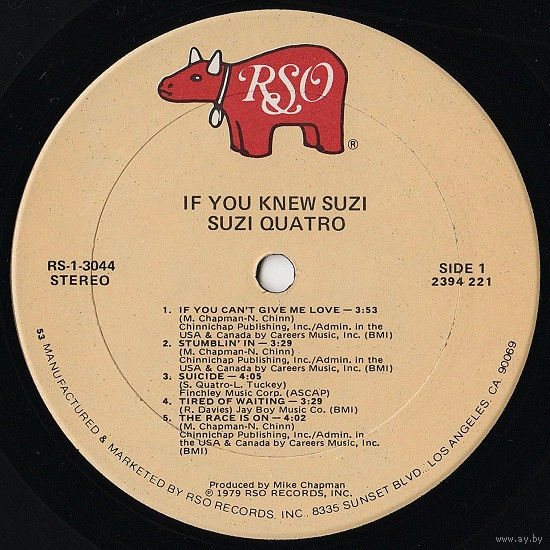 RSO
®
IF YOU KNEW SUZI
SUZI QUATRO
RS-1-3044
STEREO
SIDE 1
2394 221
1. IF YOU CAN'T GIVE ME LOVE — 3:53
(M. Chapman-N. Chinn)
Chinnichap Publishing, Inc./Admin. in the
USA & Canada by Careers Music, Inc. (BMI)
2. STUMBLIN' IN — 3:29
(M. Chapman-N. Chinn)
Chinnichap Publishing, Inc./Admin. in the
USA & Canada by Careers Music, Inc. (BMI)
3. SUICIDE — 4:05
(S. Quatro-L. Tuckey)
Finchley Music Corp. (ASCAP)
4. TIRED OF WAITING — 3:29
(R. Davies) Jay Boy Music Co. (BMI)
5. THE RACE IS ON — 4:02
(M. Chapman-N. Chinn)
Chinnichap Publishing, Inc./Admin. in
the USA & Canada by Careers Music, Inc.
(BMI)
Produced by Mike Chapman
℗ 1979 RSO RECORDS, INC.
53 MANUFACTURED & MARKETED BY RSO RECORDS, INC. 8335 SUNSET BLVD., LOS ANGELES, CA. 90069
www.ay.by